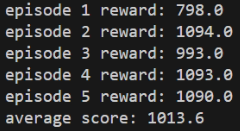 episode 1 reward: 798.0
episode 2 reward: 1094.0
episode 3 reward: 993.0
episode 4 reward: 1093.0
episode 5 reward: 1090.0
average score: 1013.6